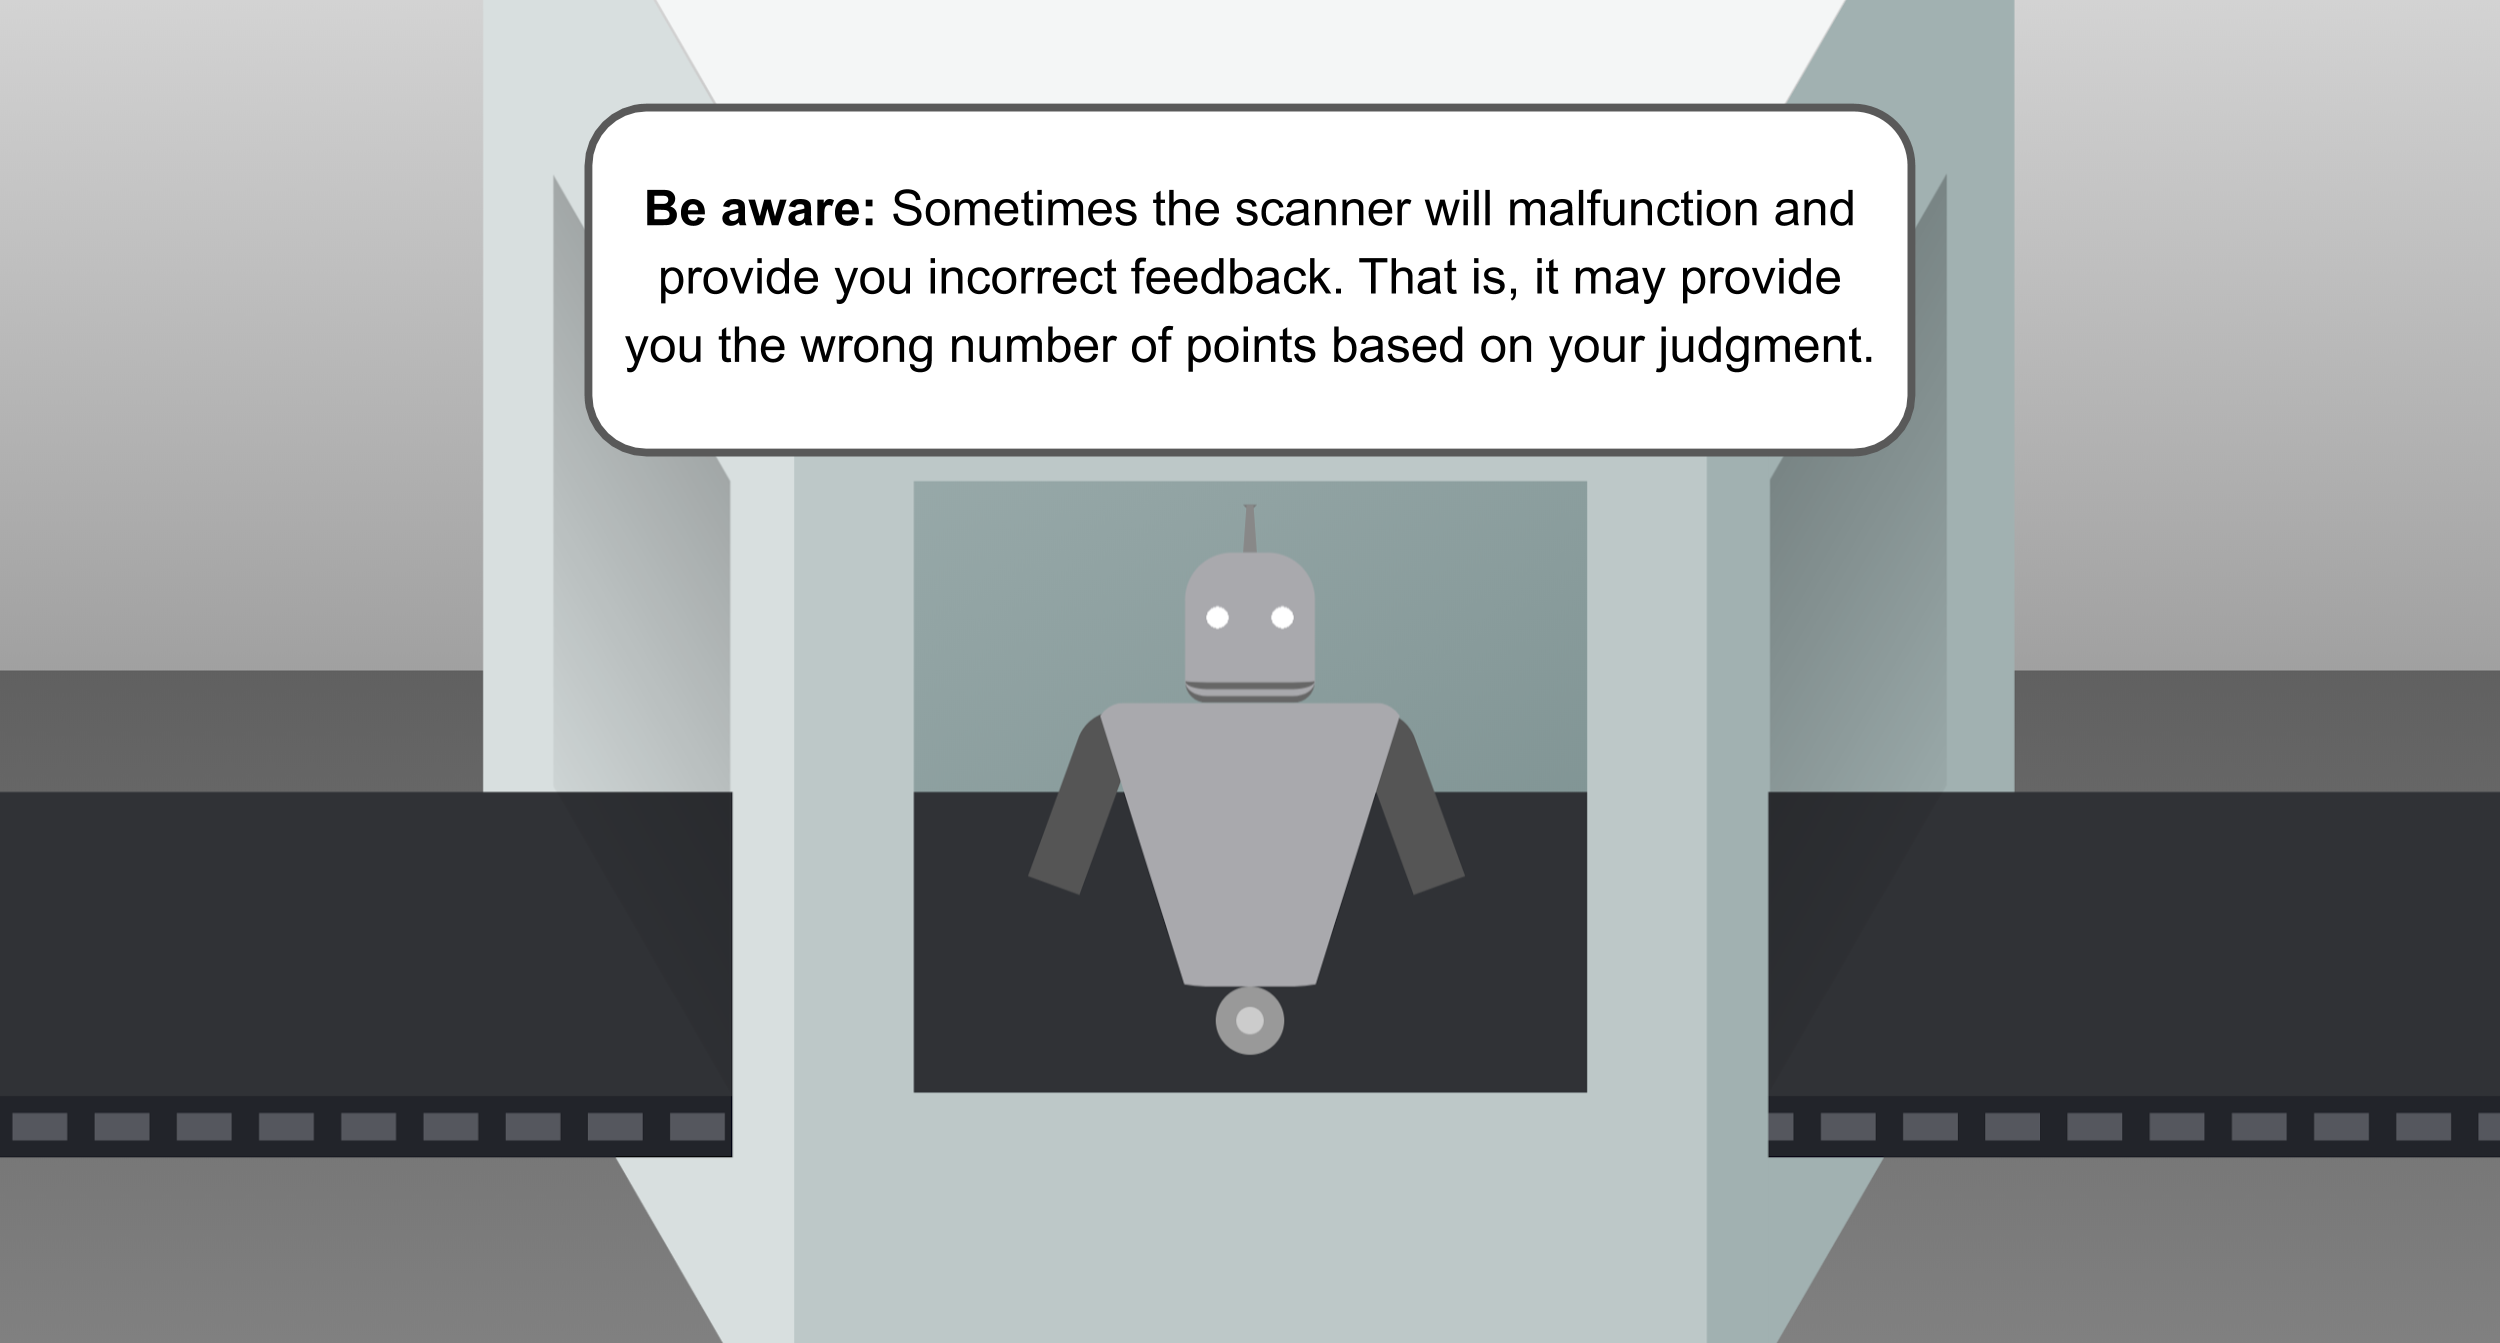 Be aware: Sometimes the scanner will malfunction and
provide you incorrect feedback. That is, it may provide
you the wrong number of points based on your judgment.